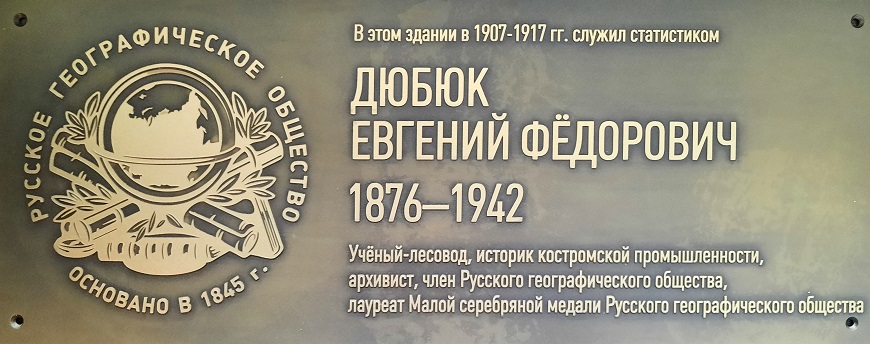 РУССКОЕ ГЕОГРАФИЧЕСКОЕ ОБЩЕСТВО
ОСНОВАНО В 1845 г.
В этом здании в 1907-1917 гг. служил статистиком
ДЮБЮК
ЕВГЕНИЙ ФЁДОРОВИЧ
1876–1942
Учёный-лесовод, историк костромской промышленности,
архивист, член Русского географического общества,
лауреат Малой серебряной медали Русского географического общества